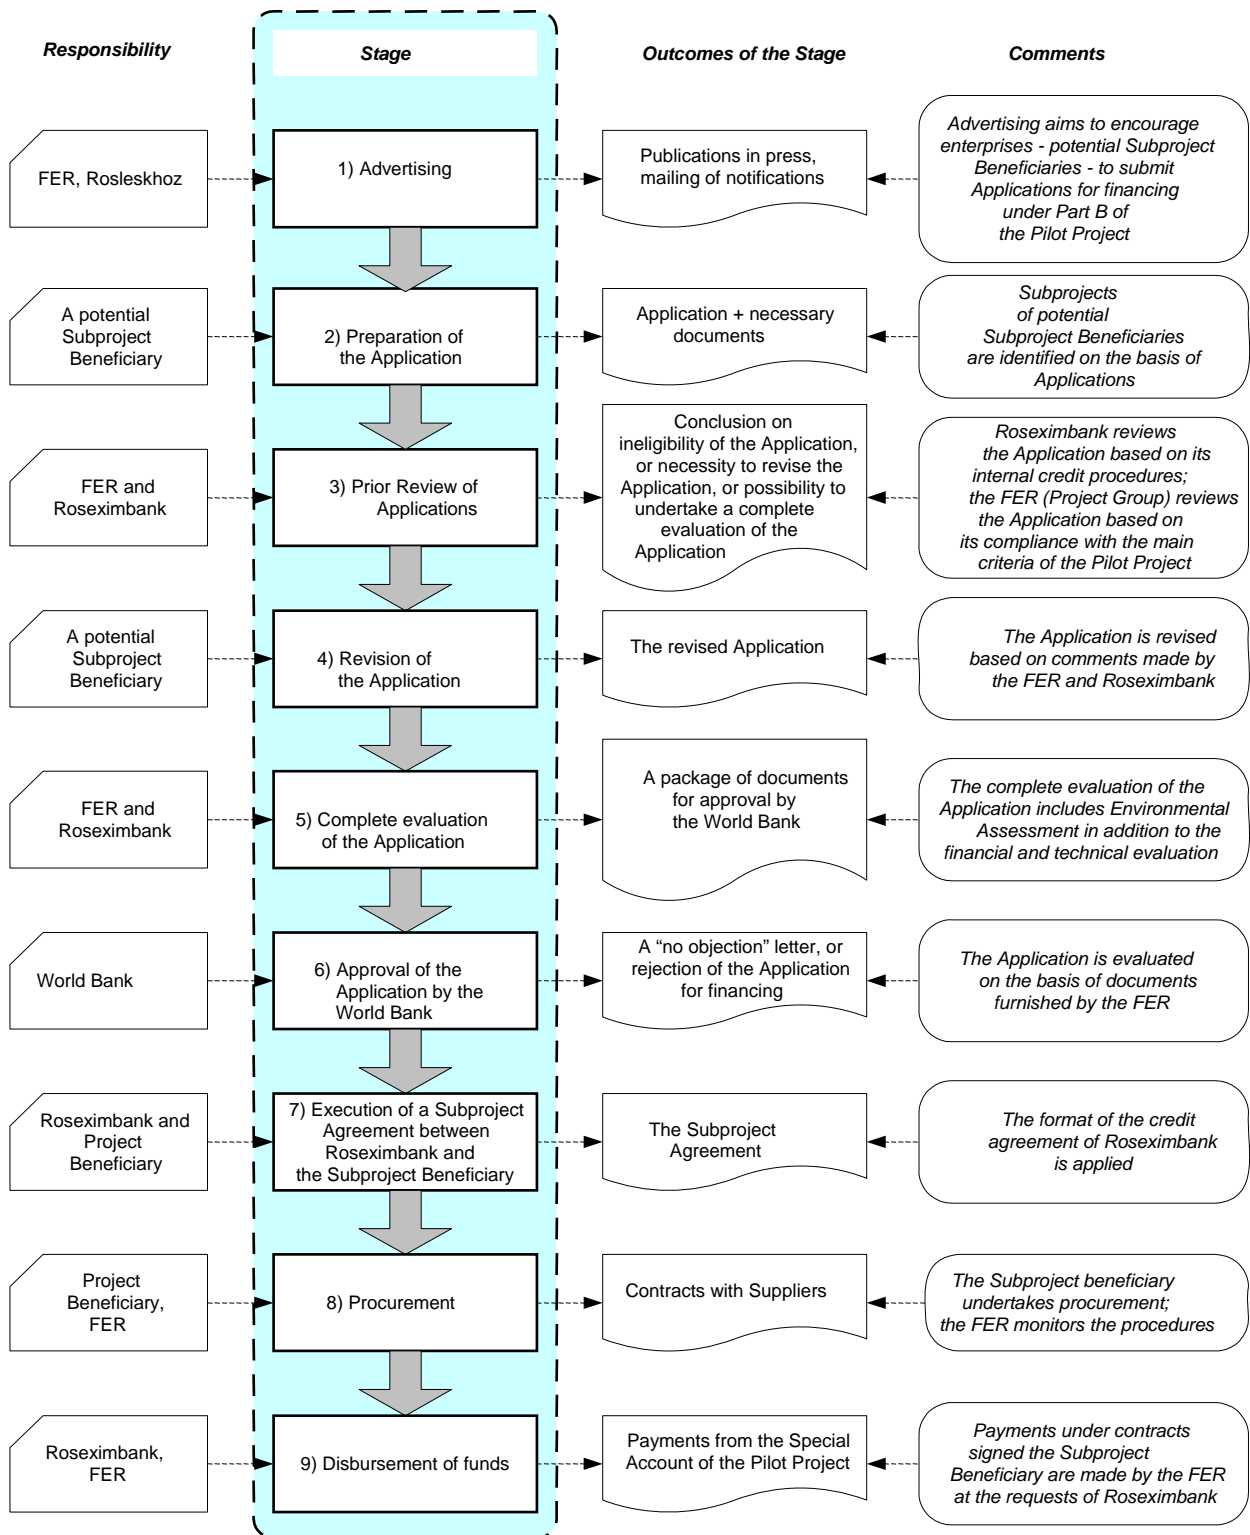 Responsibility
Stage
Outcomes of the Stage
Comments
FER, Rosleskhoz
1) Advertising
Publications in press,
mailing of notifications
Advertising aims to encourage
enterprises - potential Subproject
Beneficiaries - to submit
Applications for financing
under Part B of
the Pilot Project
A potential
Subproject
Beneficiary
2) Preparation of
the Application
Application + necessary
documents
Subprojects
of potential
Subproject Beneficiaries
are identified on the basis of
Applications
FER and
Roseximbank
3) Prior Review of
Applications
Conclusion on
ineligibility of the Application,
or necessity to revise the
Application, or possibility to
undertake a complete
evaluation of the
Application
Roseximbank reviews
the Application based on its
internal credit procedures;
the FER (Project Group) reviews
the Application based on
its compliance with the main
criteria of the Pilot Project
A potential
Subproject
Beneficiary
4) Revision of
the Application
The revised Application
The Application is revised
based on comments made by
the FER and Roseximbank
FER and
Roseximbank
5) Complete evaluation
of the Application
A package of documents
for approval by
the World Bank
The complete evaluation of the
Application includes Environmental
Assessment in addition to the
financial and technical evaluation
World Bank
6) Approval of the
Application by the
World Bank
A “no objection” letter, or
rejection of the Application
for financing
The Application is evaluated
on the basis of documents
furnished by the FER
Roseximbank and
Project
Beneficiary
7) Execution of a Subproject
Agreement between
Roseximbank and
the Subproject Beneficiary
The Subproject
Agreement
The format of the credit
agreement of Roseximbank
is applied
Project
Beneficiary,
FER
8) Procurement
Contracts with Suppliers
The Subproject beneficiary
undertakes procurement;
the FER monitors the procedures
Roseximbank,
FER
9) Disbursement of funds
Payments from the Special
Account of the Pilot Project
Payments under contracts
signed the Subproject
Beneficiary are made by the FER
at the requests of Roseximbank